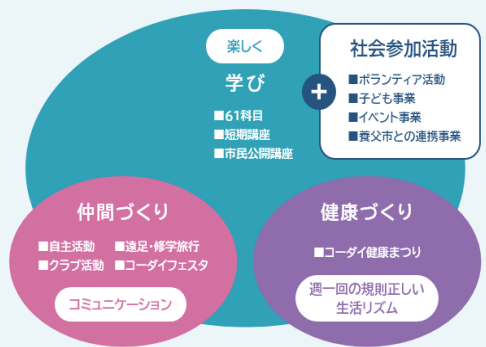 楽しく
学び
■61科目
■短期講座
■市民公開講座
+
社会参加活動
■ボランティア活動
■子ども事業
■イベント事業
■養父市との連携事業
仲間づくり
■自主活動 ■遠足・修学旅行
■クラブ活動 ■コーダイフェスタ
コミュニケーション
健康づくり
■コーダイ健康まつり
週一回の規則正しい
生活リズム